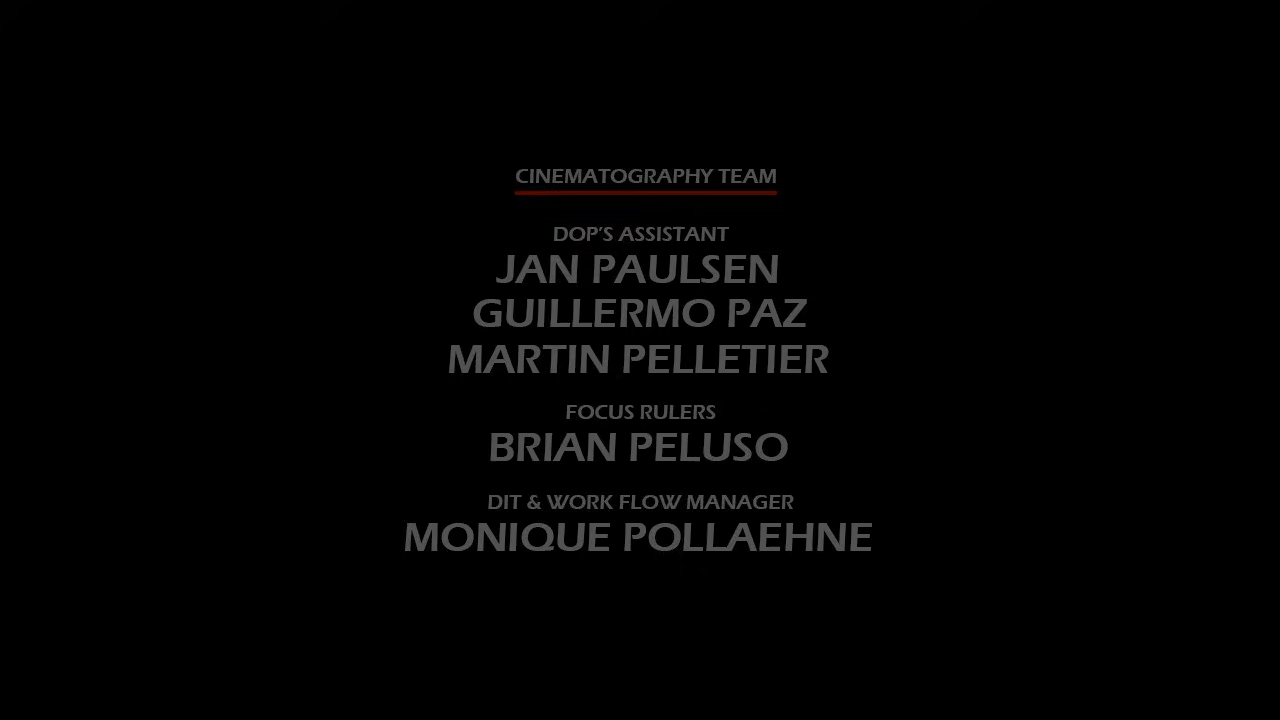 CINEMATOGRAPHY TEAM
DOP'S ASSISTANT
JAN PAULSEN
GUILLERMO PAZ
MARTIN PELLETIER
FOCUS RULERS
BRIAN PELUSO
DIT & WORK FLOW MANAGER
MONIQUE POLLAEHNE